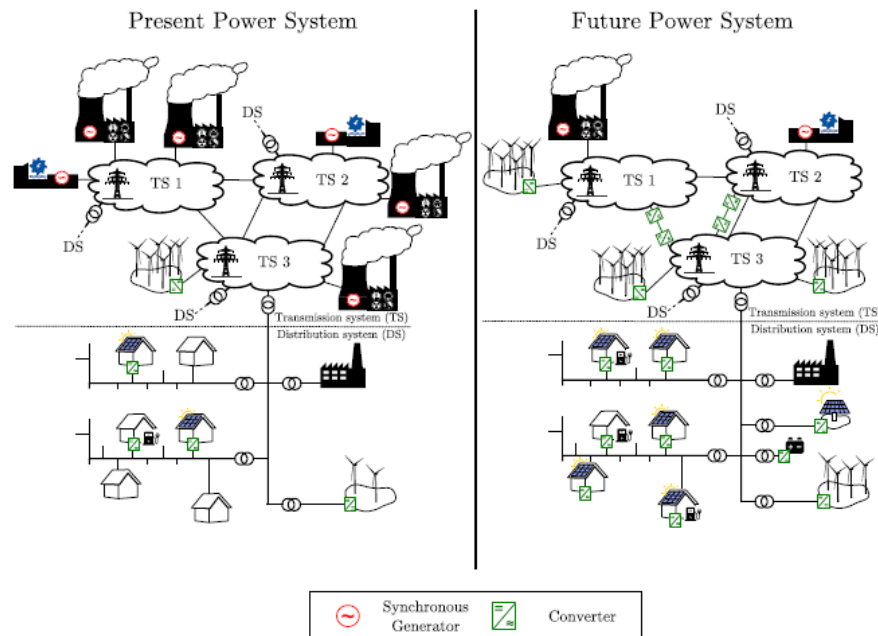 Present Power System
Future Power System
DS
TS 1
TS 2
DS
TS 3
DS
Transmission system (TS)
Distribution system (DS)
DS
TS 1
TS 2
DS
TS 3
DS
Transmission system (TS)
Distribution system (DS)
Synchronous
Generator
Converter